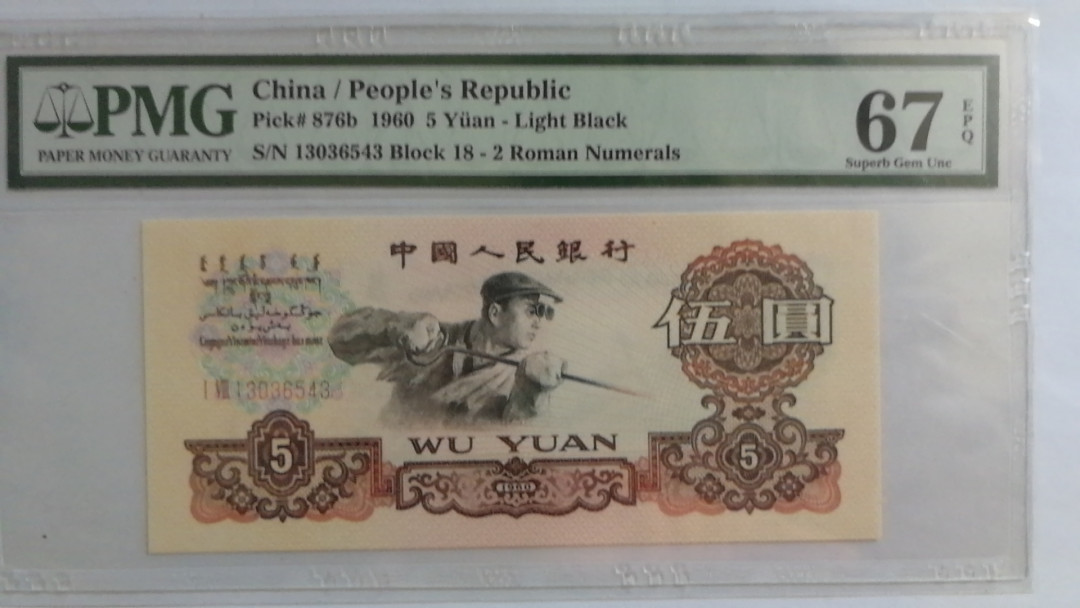 PMG
PAPER MONEY GUARANTY
China / People's Republic
Pick# 876b 1960 5 Yüan - Light Black
S/N 13036543 Block 18 - 2 Roman Numerals
67
EPQ
Superb Gem Unc
中國人民銀行
伍圓
I VIII 13036543
5
WU YUAN
5
1960